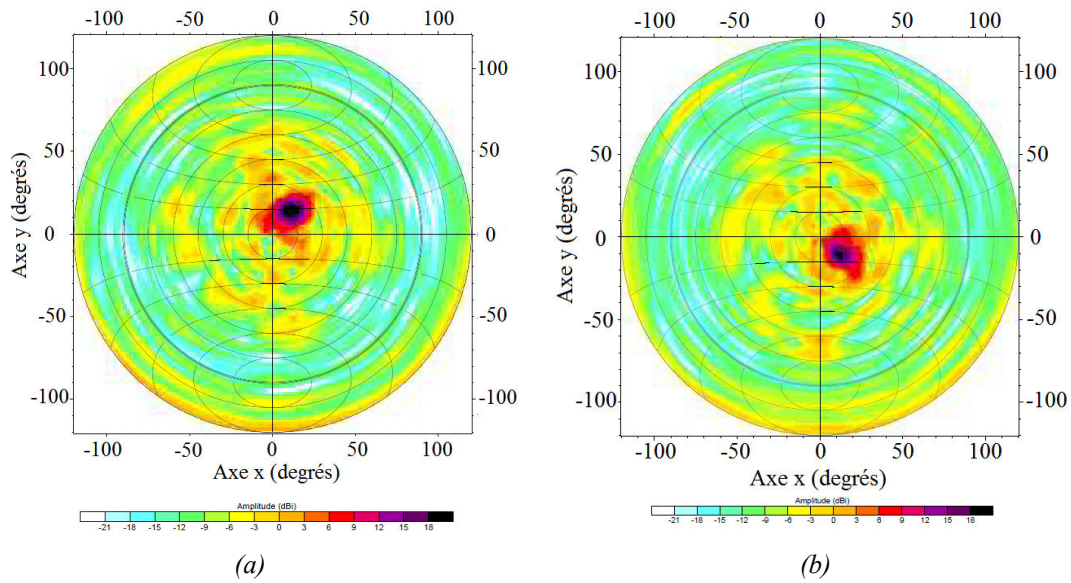 -100 -50 0 50 100
100 100
50 50
0 0
-50 -50
-100 -100
-100 -50 0 50 100
Axe y (degrés)
Axe x (degrés)
Amplitude (dBi)
-21 -18 -15 -12 -9 -6 -3 0 3 6 9 12 15 18
(a)
-100 -50 0 50 100
100 100
50 50
0 0
-50 -50
-100 -100
-100 -50 0 50 100
Axe y (degrés)
Axe x (degrés)
Amplitude (dBi)
-21 -18 -15 -12 -9 -6 -3 0 3 6 9 12 15 18
(b)